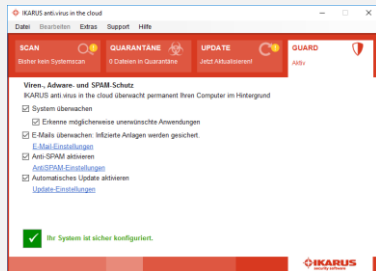 IKARUS anti.virus in the cloud
Datei Bearbeiten Extras Support Hilfe
SCAN
Bisher kein Systemscan
QUARANTÄNE
0 Dateien in Quarantäne
UPDATE
Jetzt Aktualisieren!
GUARD
Aktiv
Viren-, Adware- und SPAM-Schutz
IKARUS anti.virus in the cloud überwacht permanent Ihren Computer im Hintergrund
System überwachen
Erkenne möglicherweise unerwünschte Anwendungen
E-Mails überwachen: Infizierte Anlagen werden gesichert.
E-Mail-Einstellungen
Anti-SPAM aktivieren
AntiSPAM-Einstellungen
Automatisches Update aktivieren
Update-Einstellungen
Ihr System ist sicher konfiguriert.
IKARUS
security software